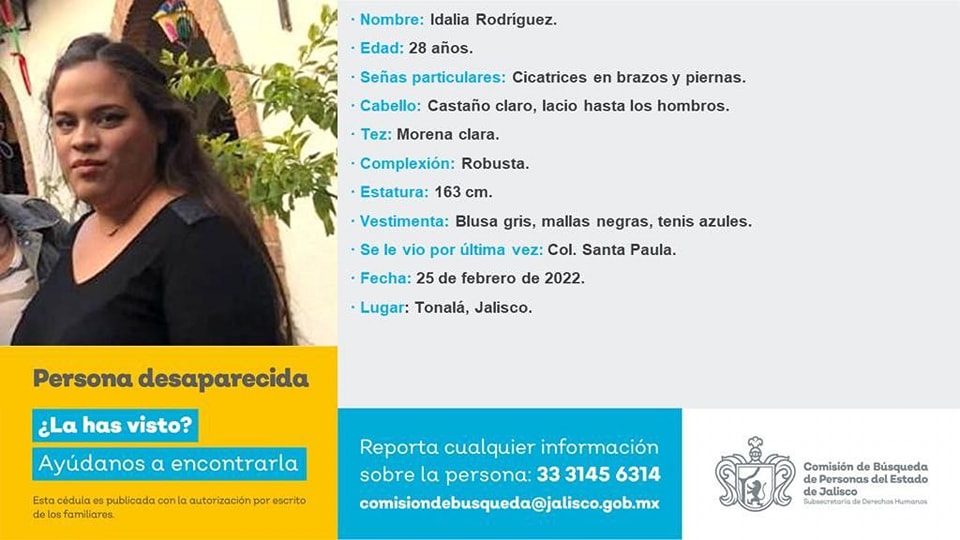 · Nombre: Idalia Rodríguez.
· Edad: 28 años.
· Señas particulares: Cicatrices en brazos y piernas.
· Cabello: Castaño claro, lacio hasta los hombros.
· Tez: Morena clara.
· Complexión: Robusta.
· Estatura: 163 cm.
· Vestimenta: Blusa gris, mallas negras, tenis azules.
· Se le vio por última vez: Col. Santa Paula.
· Fecha: 25 de febrero de 2022.
· Lugar: Tonalá, Jalisco.
Persona desaparecida
¿La has visto?
Ayúdanos a encontrarla
Esta cédula es publicada con la autorización por escrito
de los familiares.
Reporta cualquier información
sobre la persona: 33 3145 6314
comisiondebusqueda@jalisco.gob.mx
Comisión de Búsqueda
de Personas del Estado
de Jalisco
Subsecretaría de Derechos Humanos